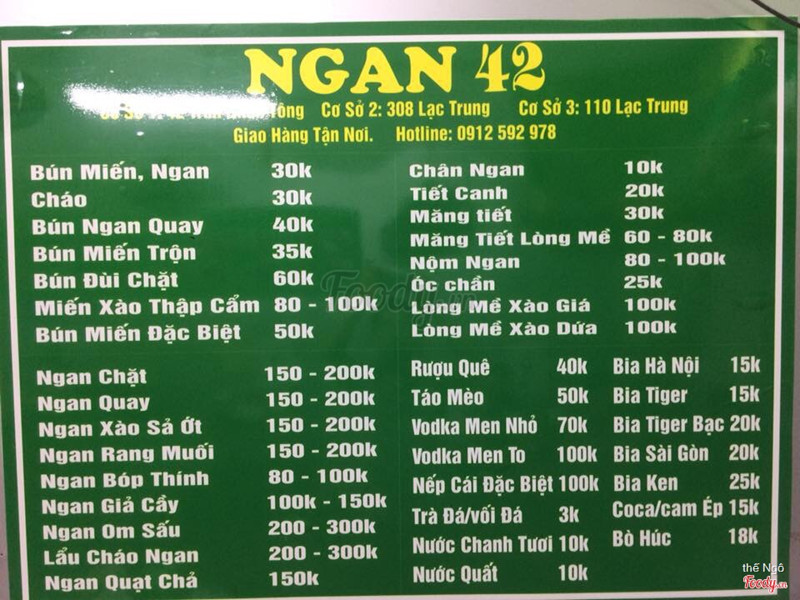 NGAN 42
Cơ Sở 2: 308 Lạc Trung Cơ Sở 3: 110 Lạc Trung
Giao Hàng Tận Nơi. Hotline: 0912 592 978
Bún Miến, Ngan 30k
Cháo 30k
Bún Ngan Quay 40k
Bún Miến Trộn 35k
Bún Đùi Chặt 60k
Miến Xào Thập Cẩm 80 - 100k
Bún Miến Đặc Biệt 50k
Ngan Chặt 150 - 200k
Ngan Quay 150 - 200k
Ngan Xào Sả Ớt 150 - 200k
Ngan Rang Muối 150 - 200k
Ngan Bóp Thính 80 - 100k
Ngan Giả Cầy 100k - 150k
Ngan Om Sấu 200 - 300k
Lẩu Cháo Ngan 200 - 300k
Ngan Quạt Chả 150k
Chân Ngan 10k
Tiết Canh 20k
Măng tiết 30k
Măng Tiết Lòng Mề 60 - 80k
Nộm Ngan 80 - 100k
Óc chần 25k
Lòng Mề Xào Giá 100k
Lòng Mề Xào Dứa 100k
Rượu Quê 40k
Táo Mèo 50k
Vodka Men Nhỏ 70k
Vodka Men To 100k
Nếp Cái Đặc Biệt 100k
Trà Đá/vối Đá 3k
Nước Chanh Tươi 10k
Nước Quất 10k
Bia Hà Nội 15k
Bia Tiger 15k
Bia Tiger Bạc 20k
Bia Sài Gòn 20k
Bia Ken 25k
Coca/cam Ép 15k
Bò Húc 18k
Foody.vn
thế Ngô
Foody.vn